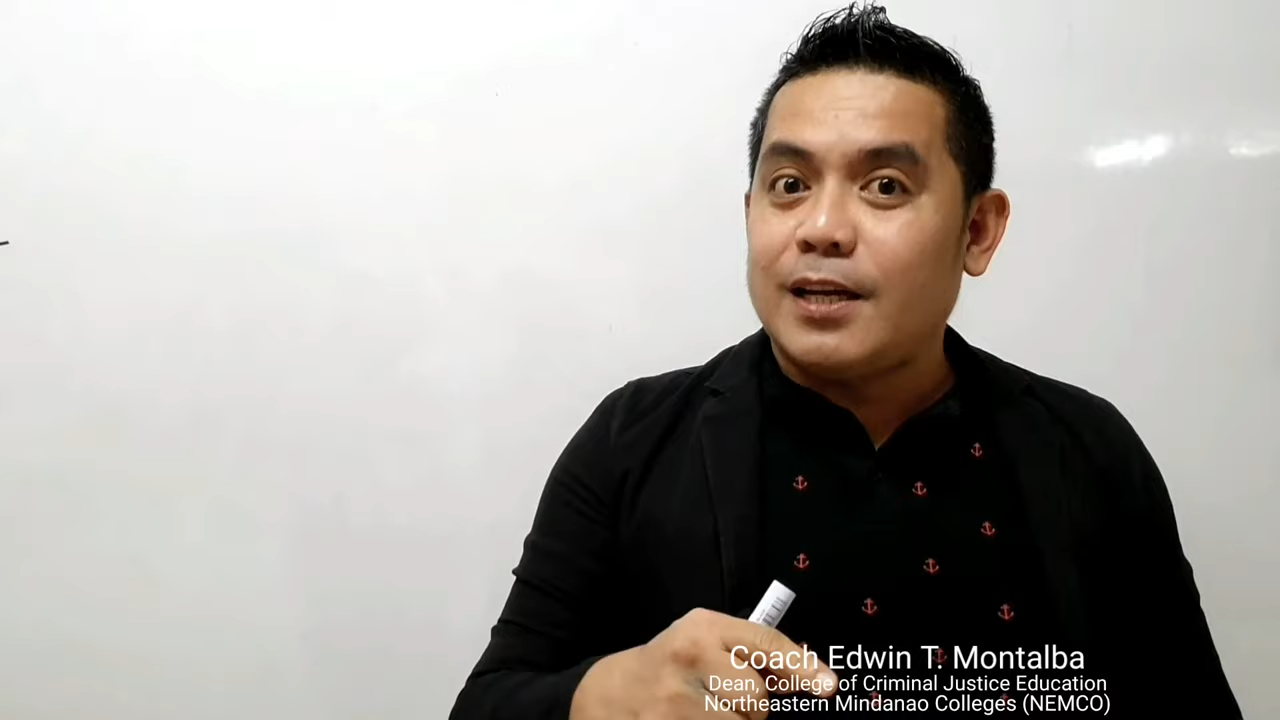 Coach Edwin T. Montalba
Dean, College of Criminal Justice Education
Northeastern Mindanao Colleges (NEMCO)